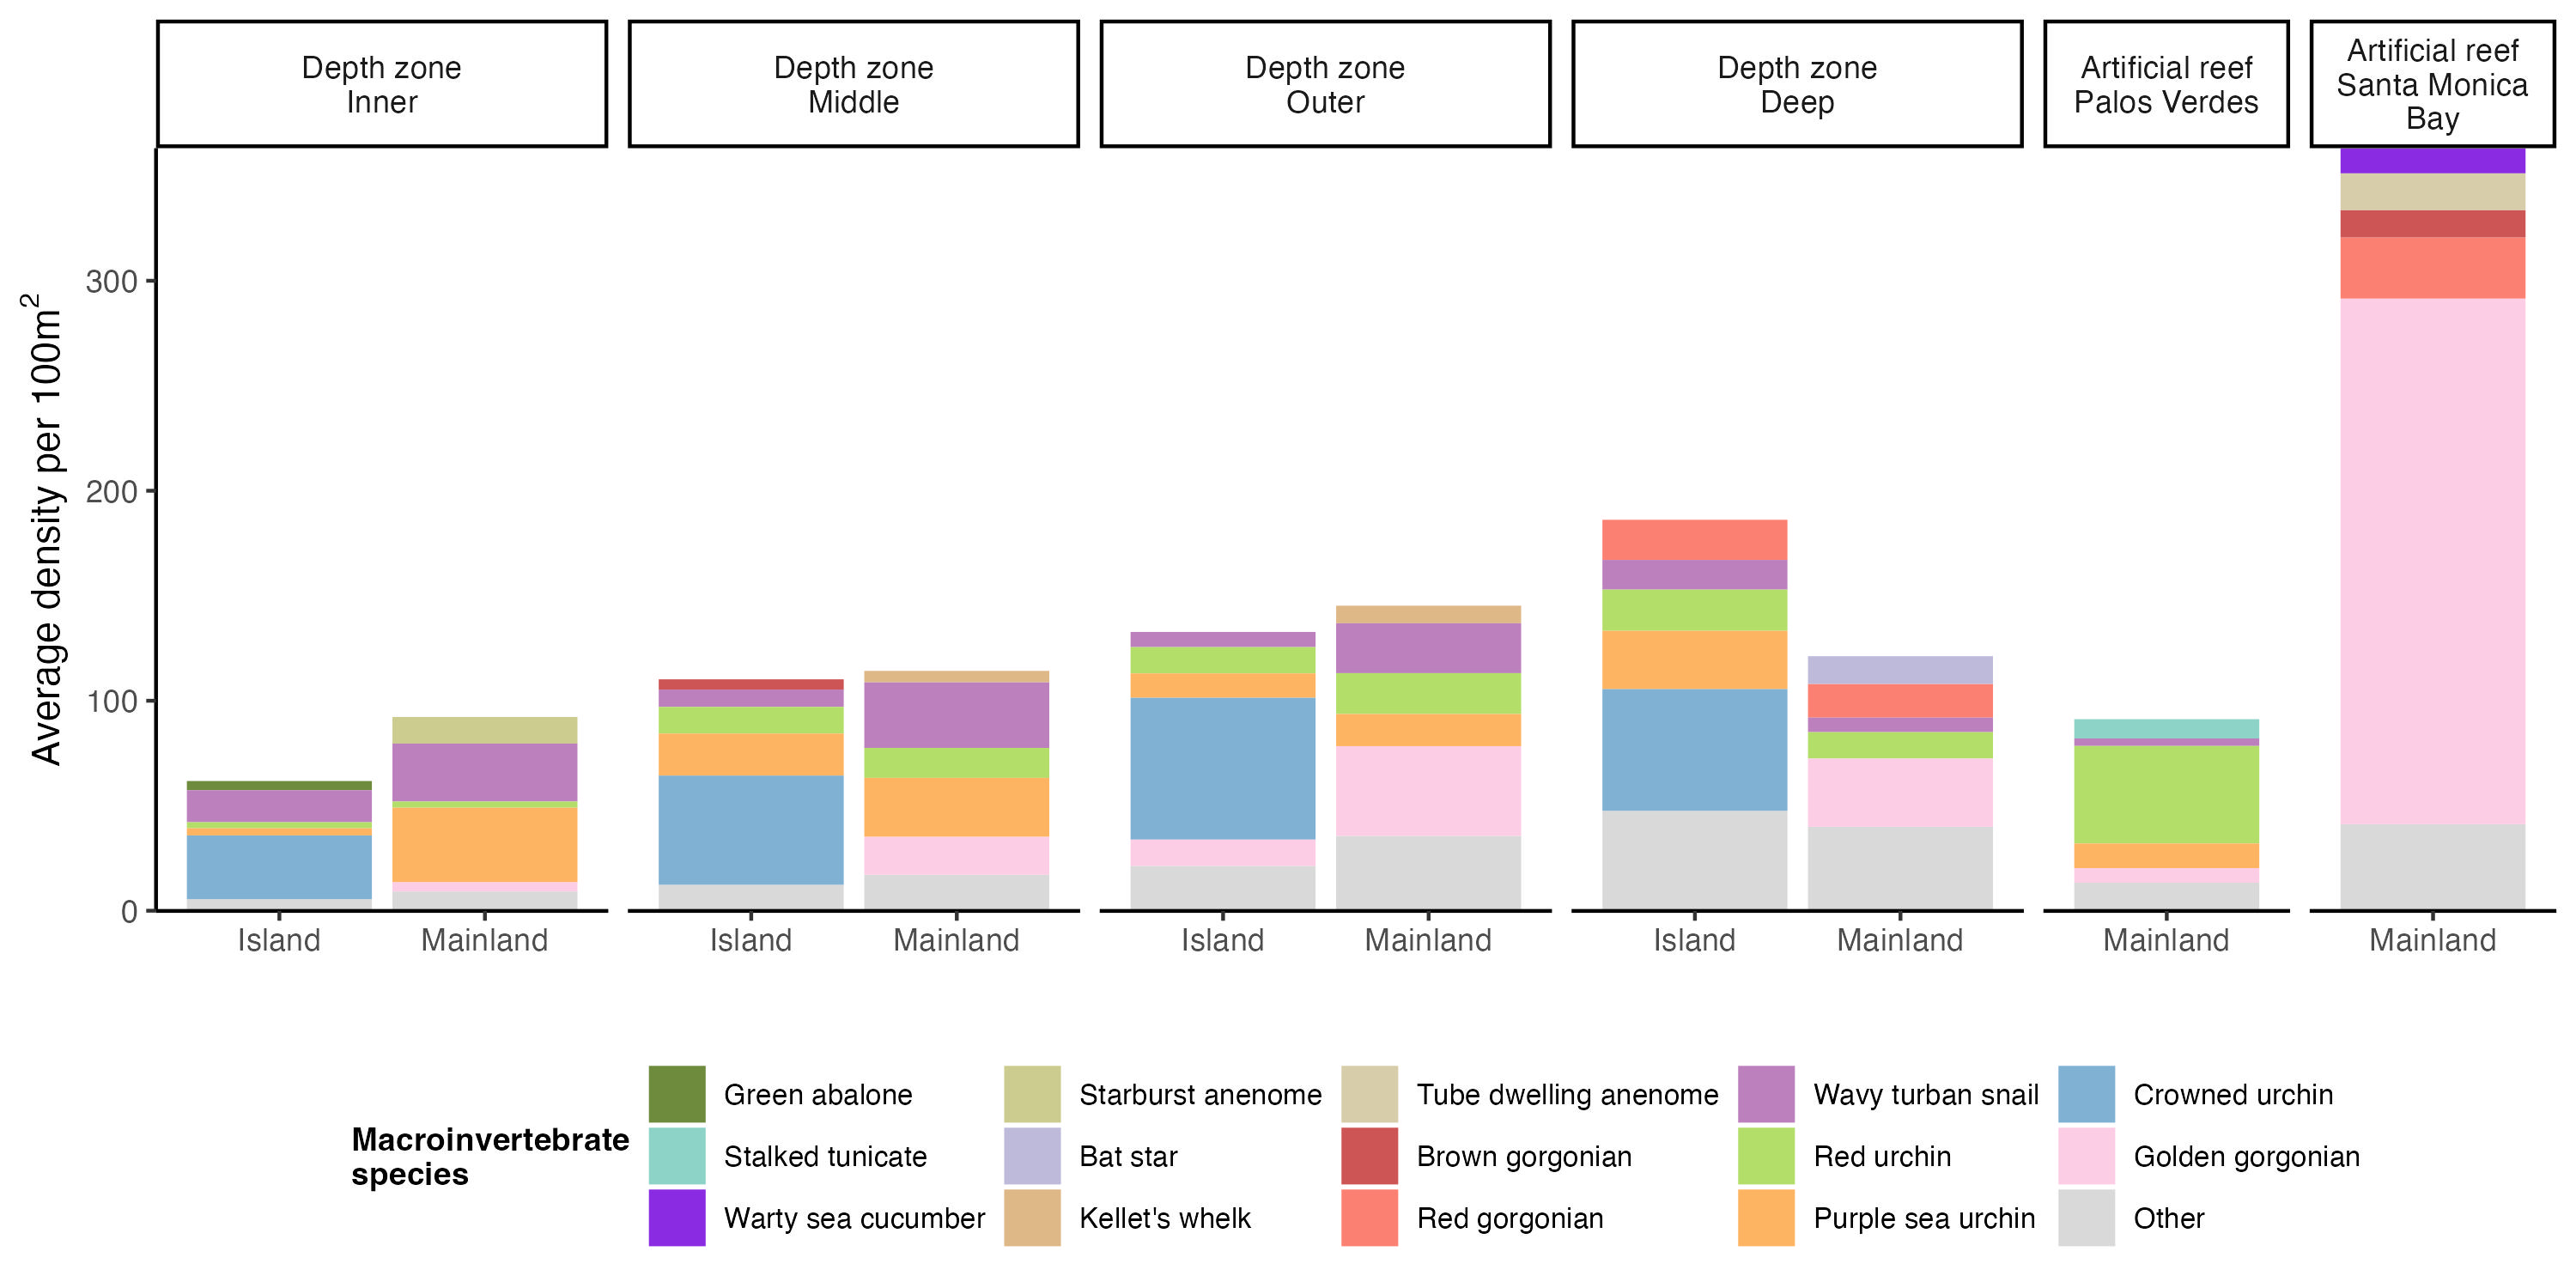 Depth zone
Inner
Depth zone
Middle
Depth zone
Outer
Depth zone
Deep
Artificial reef
Palos Verdes
Artificial reef
Santa Monica
Bay
Average density per 100m²
300
200
100
0
Island
Mainland
Island
Mainland
Island
Mainland
Island
Mainland
Mainland
Mainland
Macroinvertebrate
species
Green abalone
Stalked tunicate
Warty sea cucumber
Starburst anenome
Bat star
Kellet's whelk
Tube dwelling anenome
Brown gorgonian
Red gorgonian
Wavy turban snail
Red urchin
Purple sea urchin
Crowned urchin
Golden gorgonian
Other